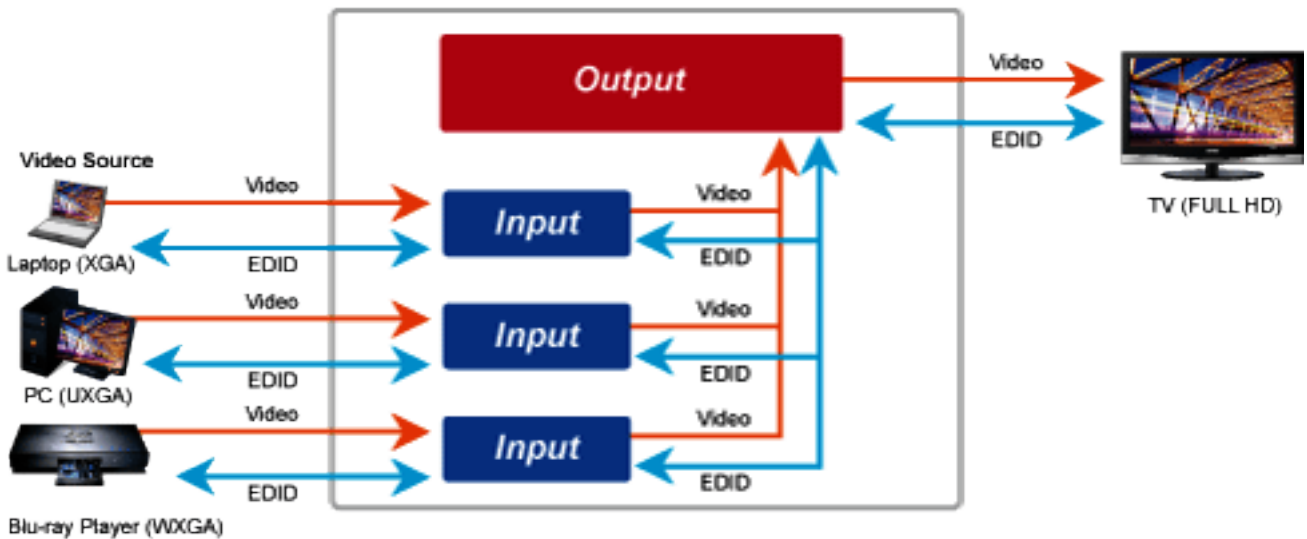 Output
Video
EDID
TV (FULL HD)
Video Source
Video
EDID
Laptop (XGA)
Input
Video
EDID
Video
EDID
PC (UXGA)
Input
Video
EDID
Video
EDID
Blu-ray Player (WXGA)
Input
Video
EDID